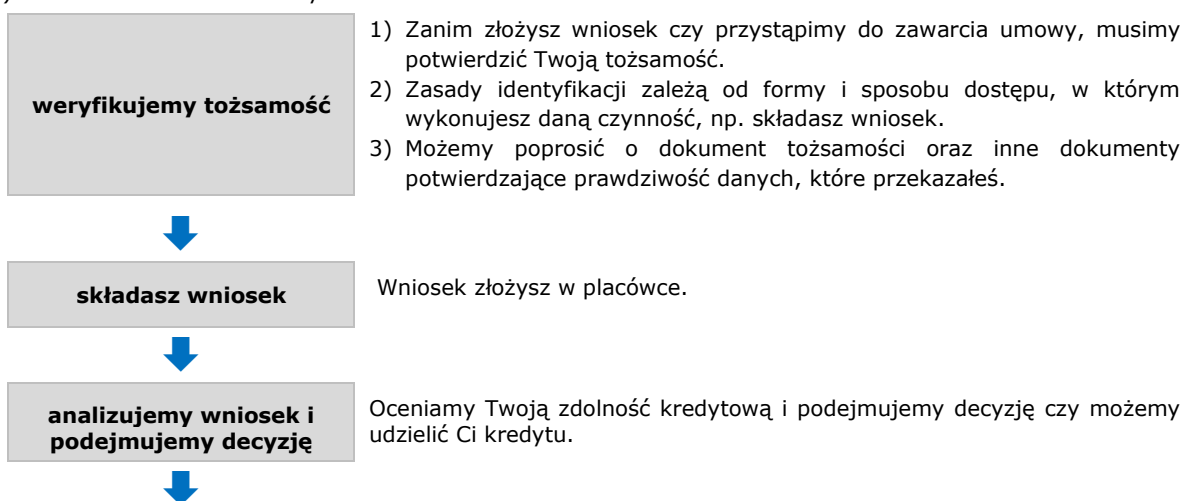 weryfikujemy tożsamość
1) Zanim złożysz wniosek czy przystąpimy do zawarcia umowy, musimy
potwierdzić Twoją tożsamość.
2) Zasady identyfikacji zależą od formy i sposobu dostępu, w którym
wykonujesz daną czynność, np. składasz wniosek.
3) Możemy poprosić o dokument tożsamości oraz inne dokumenty
potwierdzające prawdziwość danych, które przekazałeś.
składasz wniosek
Wniosek złożysz w placówce.
analizujemy wniosek i
podejmujemy decyzję
Oceniamy Twoją zdolność kredytową i podejmujemy decyzję czy możemy
udzielić Ci kredytu.